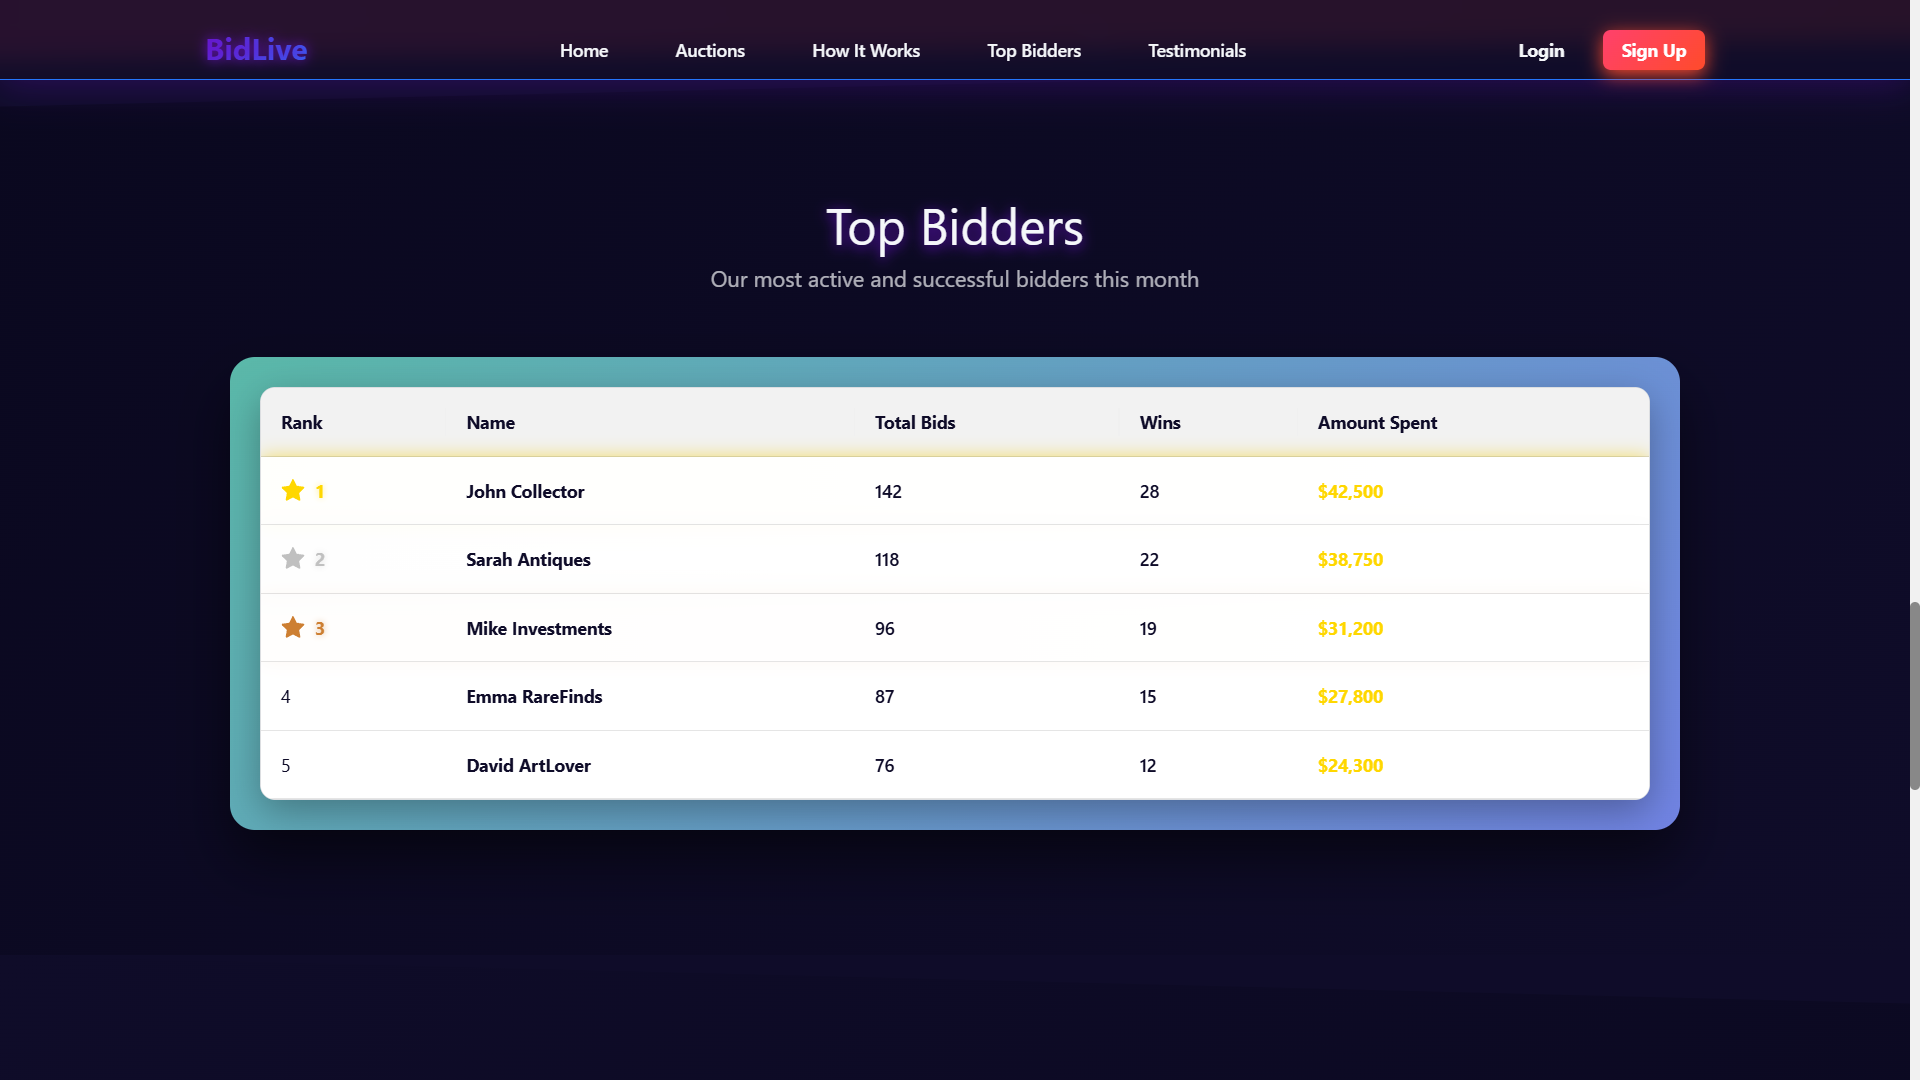 BidLive Home Auctions How It Works Top Bidders Testimonials Login Sign Up
Top Bidders
Our most active and successful bidders this month
Rank Name Total Bids Wins Amount Spent
1 John Collector 142 28 $42,500
2 Sarah Antiques 118 22 $38,750
3 Mike Investments 96 19 $31,200
4 Emma RareFinds 87 15 $27,800
5 David ArtLover 76 12 $24,300